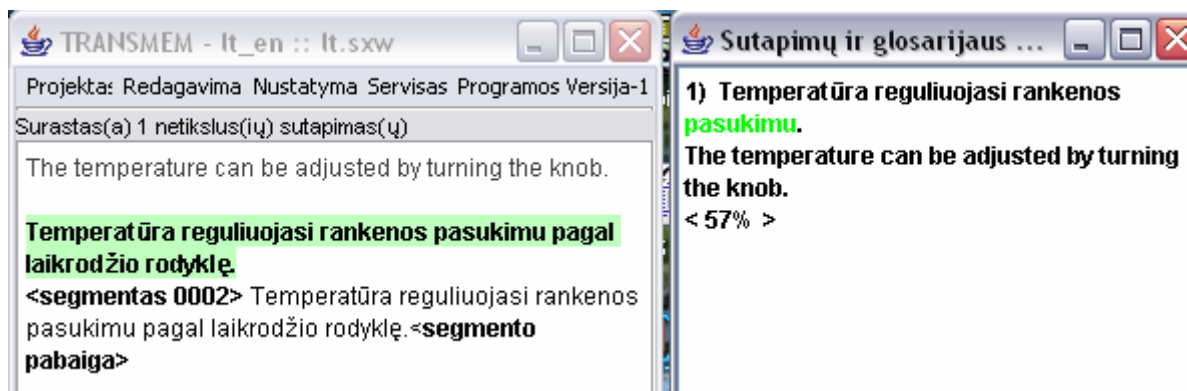 TRANSMEM - lt_en :: lt.sxw
Projektas Redagavima Nustatyma Servisas Programos Versija-1
Surastas(a) 1 netikslus(ių) sutapimas(ų)
The temperature can be adjusted by turning the knob.
Temperatūra reguliuojasi rankenos pasukimu pagal
laikrodžio rodyklę.
<segmentas 0002> Temperatūra reguliuojasi rankenos
pasukimu pagal laikrodžio rodyklę.<segmento
pabaiga>
Sutapimų ir glosarijaus ...
1) Temperatūra reguliuojasi rankenos
pasukimu.
The temperature can be adjusted by turning
the knob.
< 57% >